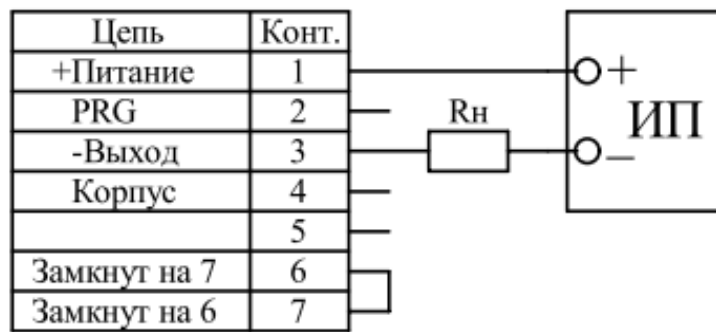 Цепь Конт.
+Питание 1
PRG 2
-Выход 3
Корпус 4
5
Замкнут на 7 6
Замкнут на 6 7
Rн
+
ИП
–